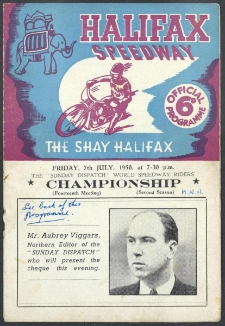 HALIFAX
SPEEDWAY
OFFICIAL
6D
PROGRAMME
THE SHAY HALIFAX
FRIDAY, 7th JULY, 1950, at 7-30 p.m.
THE "SUNDAY DISPATCH" WORLD SPEEDWAY RIDERS'
★ CHAMPIONSHIP ★
(Fourteenth Meeting) (Second Season)
See back of this
Programme.
Mr. Aubrey Viggars,
Northern Editor of the
"SUNDAY DISPATCH"
who will present the
cheque this evening.